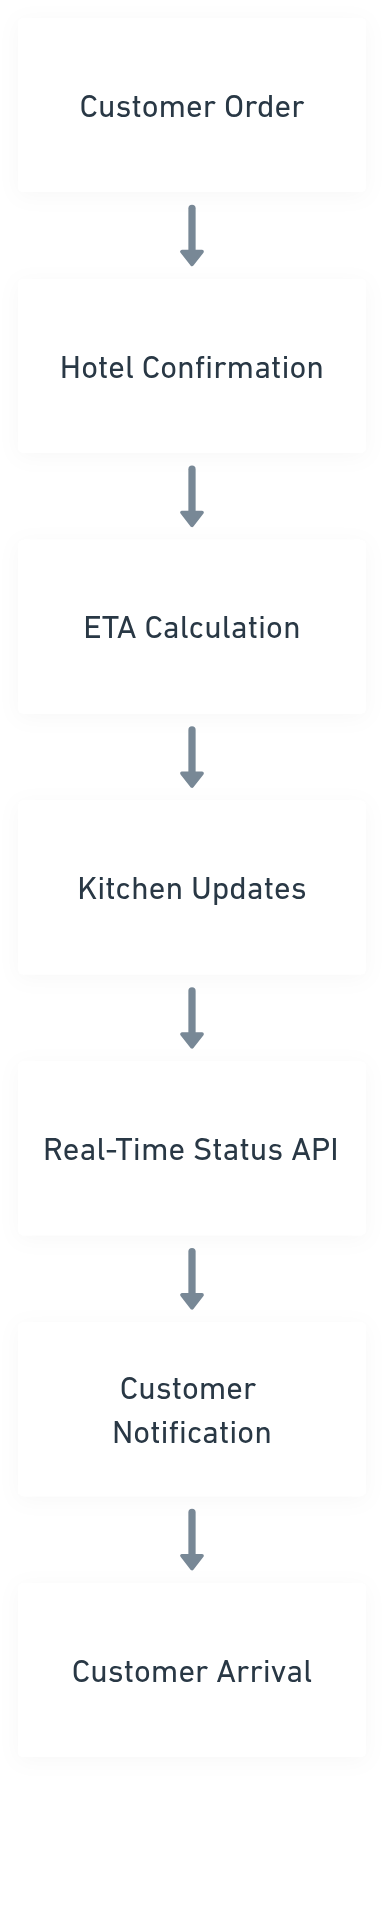 Customer Order
Hotel Confirmation
ETA Calculation
Kitchen Updates
Real-Time Status API
Customer
Notification
Customer Arrival